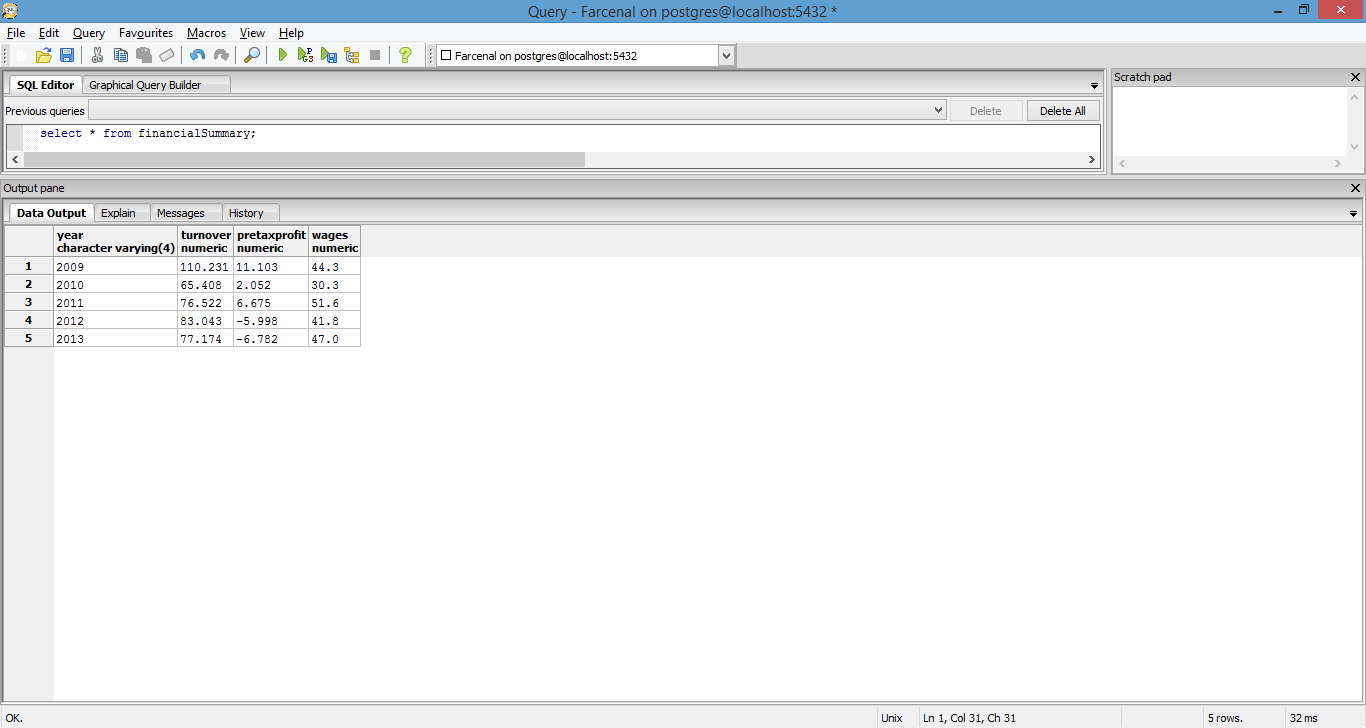 Query - Farcenal on postgres@localhost:5432 *
File Edit Query Favourites Macros View Help
Farcenal on postgres@localhost:5432
SQL Editor Graphical Query Builder
Scratch pad
Previous queries Delete Delete All
select * from financialSummary;
Output pane
Data Output Explain Messages History
year turnover pretaxprofit wages
character varying(4) numeric numeric numeric
1 2009 110.231 11.103 44.3
2 2010 65.408 2.052 30.3
3 2011 76.522 6.675 51.6
4 2012 83.043 -5.998 41.8
5 2013 77.174 -6.782 47.0
OK. Unix Ln 1, Col 31, Ch 31 5 rows. 32 ms